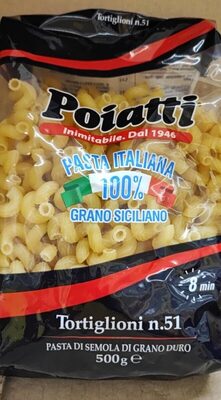 Tortiglioni n.51
Poiatti
Inimitabile. Dal 1946
PASTA ITALIANA
100%
GRANO SICILIANO
8 min
Tortiglioni n.51
PASTA DI SEMOLA DI GRANO DURO
500g e